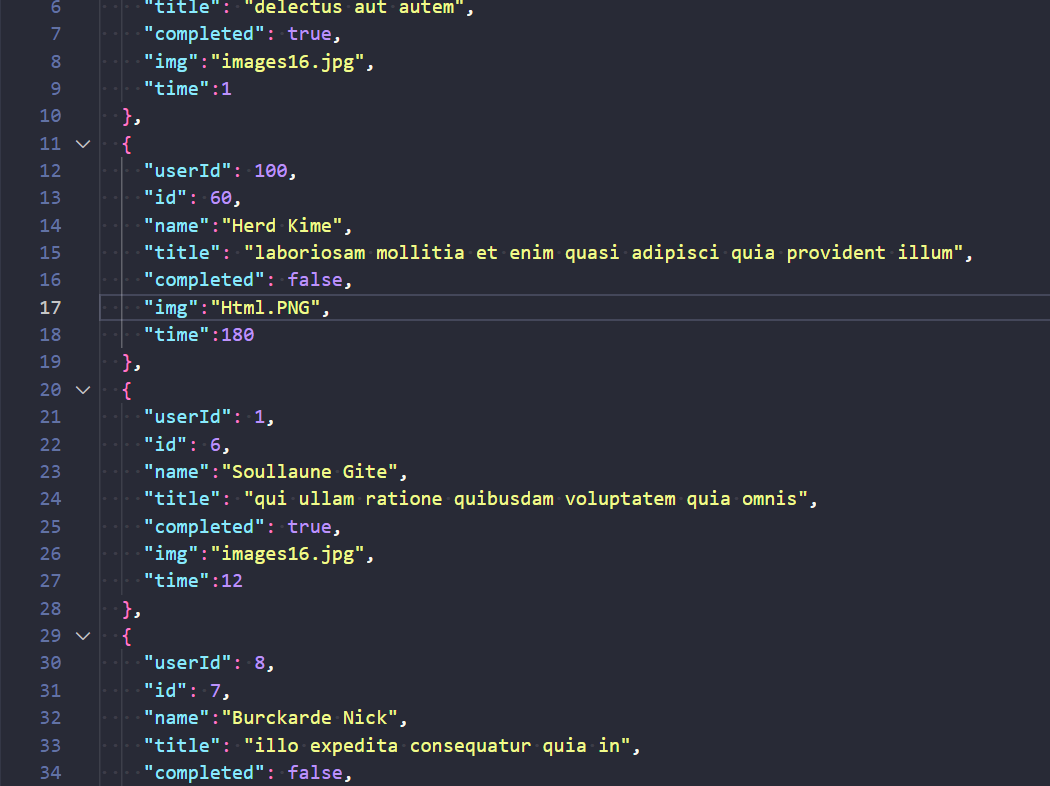 6 "title": "delectus aut autem",
7 "completed": true,
8 "img":"images16.jpg",
9 "time":1
10 },
11 {
12 "userId": 100,
13 "id": 60,
14 "name":"Herd Kime",
15 "title": "laboriosam mollitia et enim quasi adipisci quia provident illum",
16 "completed": false,
17 "img":"Html.PNG",
18 "time":180
19 },
20 {
21 "userId": 1,
22 "id": 6,
23 "name":"Soullaune Gite",
24 "title": "qui ullam ratione quibusdam voluptatem quia omnis",
25 "completed": true,
26 "img":"images16.jpg",
27 "time":12
28 },
29 {
30 "userId": 8,
31 "id": 7,
32 "name":"Burckarde Nick",
33 "title": "illo expedita consequatur quia in",
34 "completed": false,